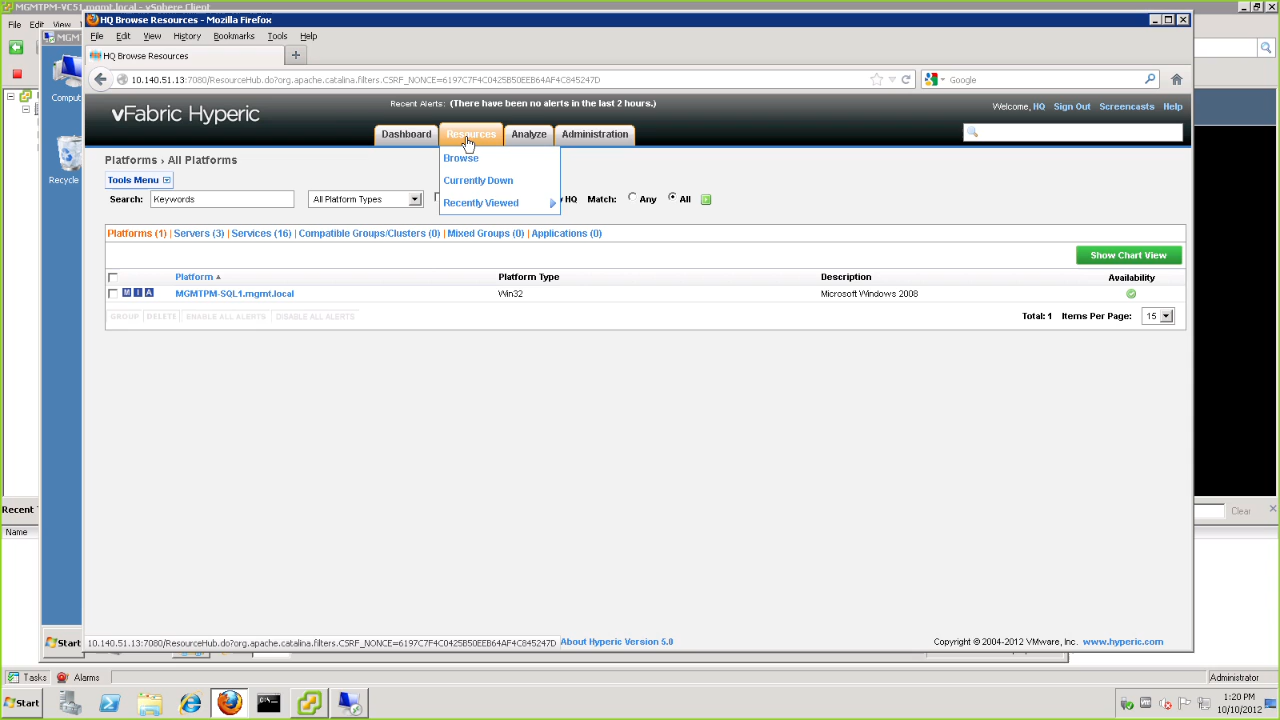 MGMTPM-VC51.mgmt.local - vSphere Client
File Edit View
MGMT
HQ Browse Resources - Mozilla Firefox
File Edit View History Bookmarks Tools Help
HQ Browse Resources
10.140.51.13:7080/ResourceHub.do?org.apache.catalina.filters.CSRF_NONCE=6197C7F4C0425B50EEB64AF4C845247D
Google
Comput
Recycle
vFabric Hyperic
Recent Alerts: (There have been no alerts in the last 2 hours.)
Welcome, HQ Sign Out Screencasts Help
Dashboard Resources Analyze Administration
Browse
Currently Down
Recently Viewed
Platforms › All Platforms
Tools Menu
Search: Keywords All Platform Types HQ Match: Any All
Platforms (1) | Servers (3) | Services (16) | Compatible Groups/Clusters (0) | Mixed Groups (0) | Applications (0)
Show Chart View
Platform Platform Type Description Availability
M I A MGMTPM-SQL1.mgmt.local Win32 Microsoft Windows 2008
GROUP DELETE ENABLE ALL ALERTS DISABLE ALL ALERTS Total: 1 Items Per Page: 15
Recent Clear
Name
Start
10.140.51.13:7080/ResourceHub.do?org.apache.catalina.filters.CSRF_NONCE=6197C7F4C0425B50EEB64AF4C845247D
About Hyperic Version 5.0
Copyright © 2004-2012 VMware, Inc. www.hyperic.com
Tasks Alarms Administrator
Start
1:20 PM
10/10/2012